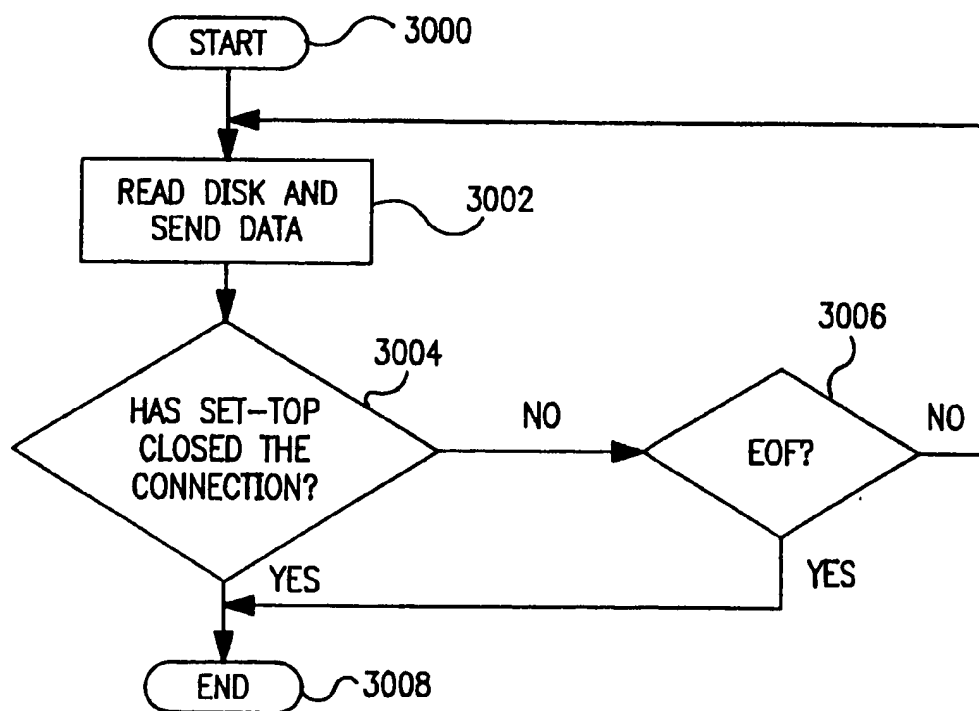 START
3000
READ DISK AND
SEND DATA
3002
3004
HAS SET-TOP
CLOSED THE
CONNECTION?
NO
3006
EOF?
NO
YES
YES
END
3008